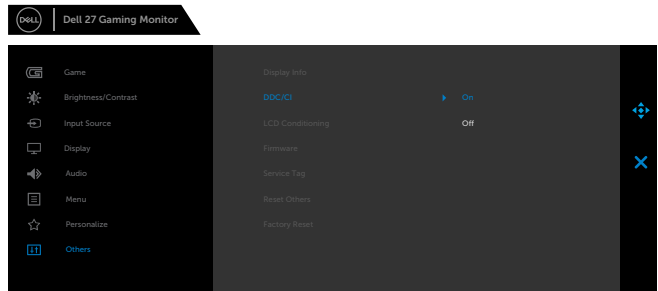 DELL
Dell 27 Gaming Monitor
Game
Display Info
Brightness/Contrast
DDC/CI
On
Input Source
LCD Conditioning
Off
Display
Firmware
Audio
Service Tag
Menu
Reset Others
Personalize
Factory Reset
Others